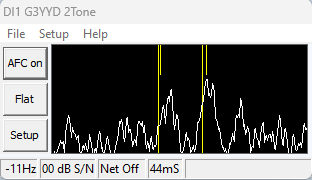 DI1 G3YYD 2Tone
File Setup Help
AFC on
Flat
Setup
-11Hz 00 dB S/N Net Off 44mS